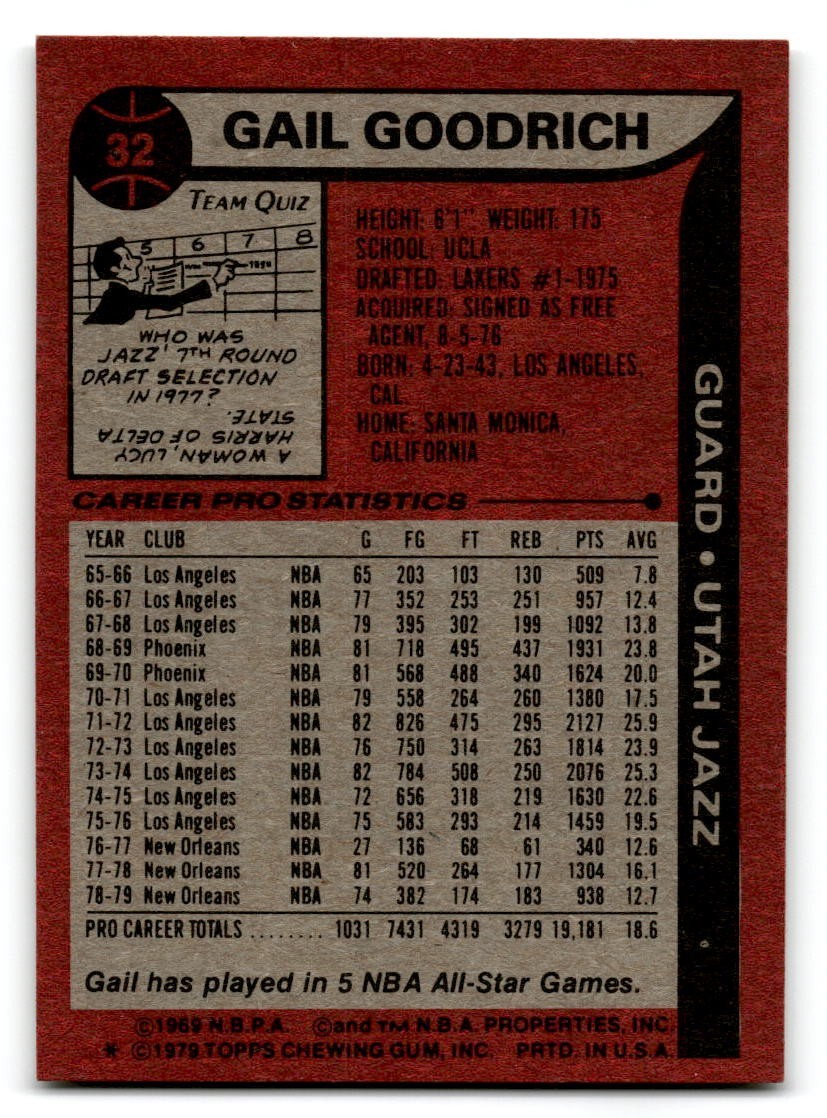 32
GAIL GOODRICH
TEAM QUIZ
5 6 7 8
WHO WAS
JAZZ' 7TH ROUND
DRAFT SELECTION
IN 1977?
A WOMAN, LUCY
HARRIS OF DELTA
STATE.
HEIGHT: 6'1" WEIGHT: 175
SCHOOL: UCLA
DRAFTED: LAKERS #1-1975
ACQUIRED: SIGNED AS FREE
AGENT, 8-5-76
BORN: 4-23-43, LOS ANGELES,
CAL.
HOME: SANTA MONICA,
CALIFORNIA
GUARD • UTAH JAZZ
CAREER PRO STATISTICS
YEAR CLUB G FG FT REB PTS AVG
65-66 Los Angeles NBA 65 203 103 130 509 7.8
66-67 Los Angeles NBA 77 352 253 251 957 12.4
67-68 Los Angeles NBA 79 395 302 199 1092 13.8
68-69 Phoenix NBA 81 718 495 437 1931 23.8
69-70 Phoenix NBA 81 568 488 340 1624 20.0
70-71 Los Angeles NBA 79 558 264 260 1380 17.5
71-72 Los Angeles NBA 82 826 475 295 2127 25.9
72-73 Los Angeles NBA 76 750 314 263 1814 23.9
73-74 Los Angeles NBA 82 784 508 250 2076 25.3
74-75 Los Angeles NBA 72 656 318 219 1630 22.6
75-76 Los Angeles NBA 75 583 293 214 1459 19.5
76-77 New Orleans NBA 27 136 68 61 340 12.6
77-78 New Orleans NBA 81 520 264 177 1304 16.1
78-79 New Orleans NBA 74 382 174 183 938 12.7
PRO CAREER TOTALS ........ 1031 7431 4319 3279 19,181 18.6
Gail has played in 5 NBA All-Star Games.
©1969 N.B.P.A. ©and TM N.B.A. PROPERTIES, INC.
* ©1979 TOPPS CHEWING GUM, INC. PRTD. IN U.S.A.